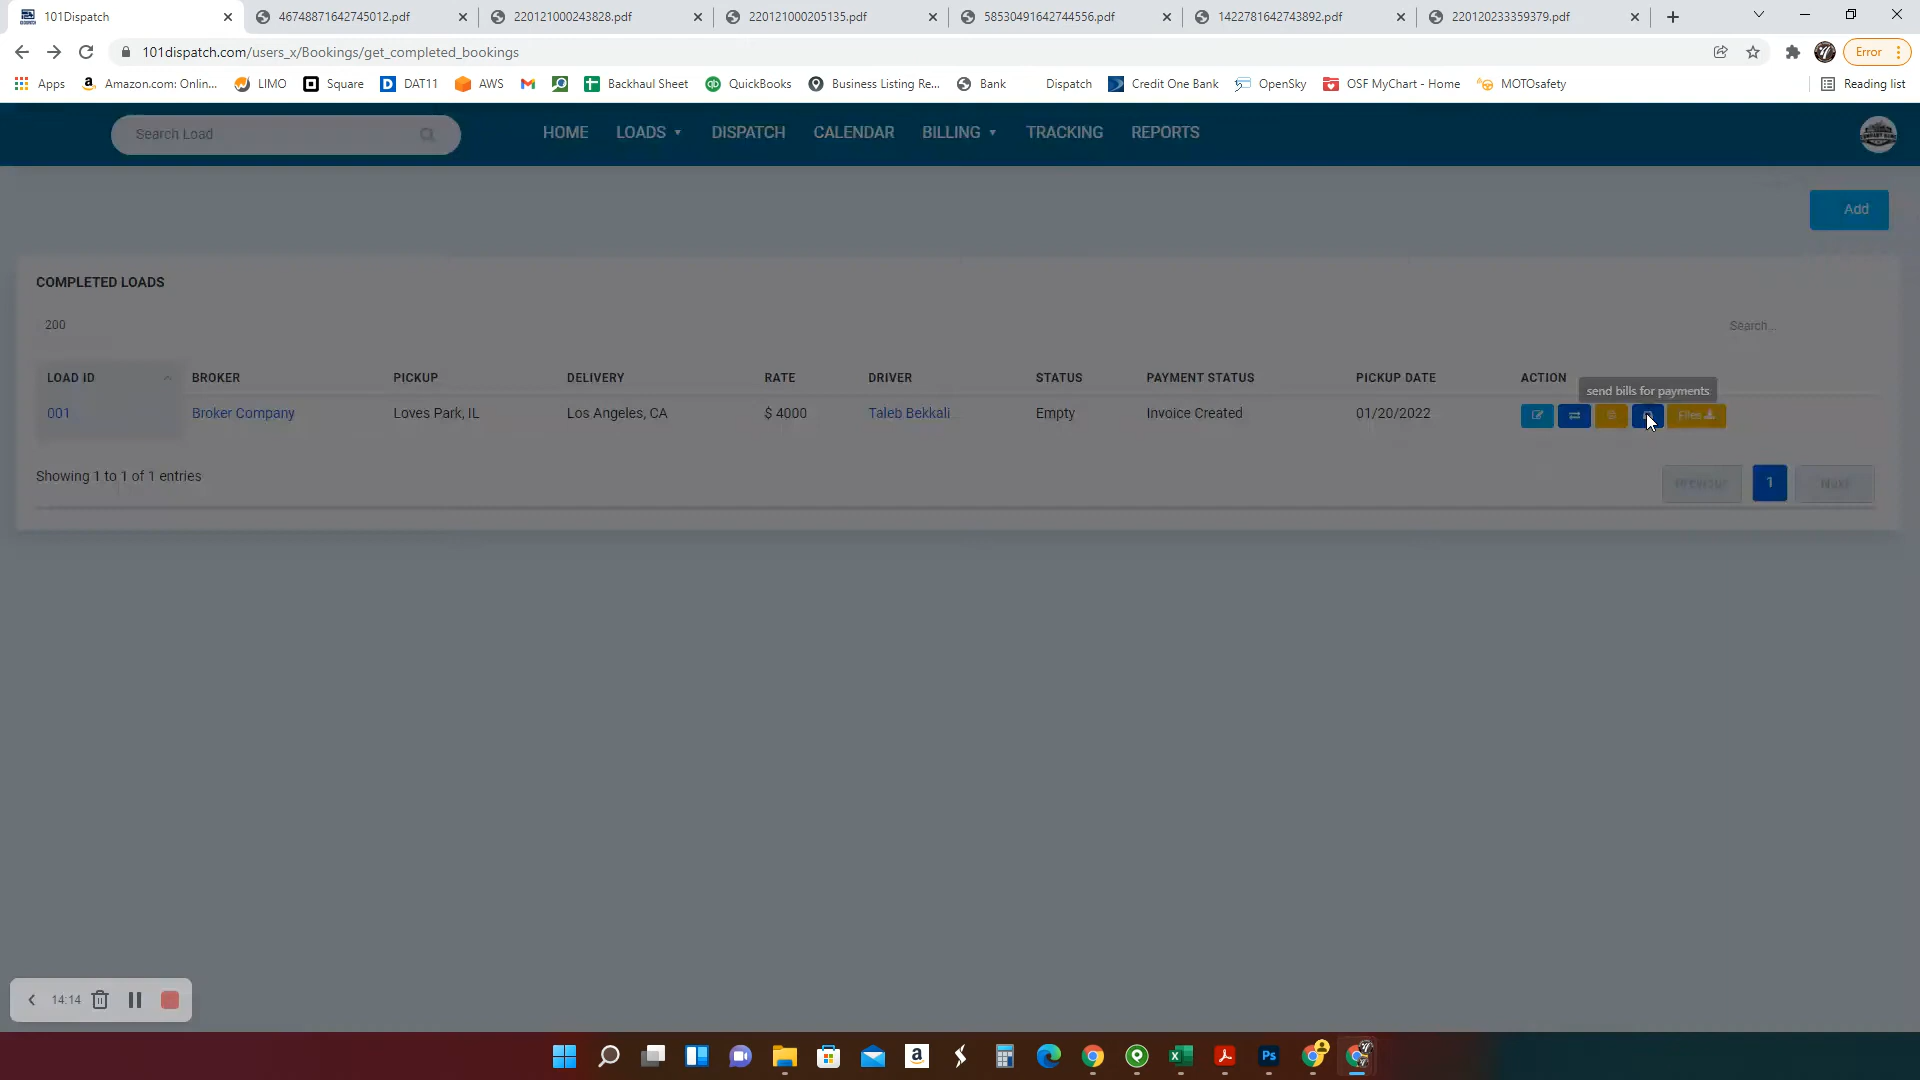 101Dispatch
46748871642745012.pdf
220121000243828.pdf
220121000205135.pdf
58530491642744556.pdf
1422781642743892.pdf
220120233359379.pdf
101dispatch.com/users_x/Bookings/get_completed_bookings
Error
Apps
Amazon.com: Onlin...
LIMO
Square
DAT11
AWS
Backhaul Sheet
QuickBooks
Business Listing Re...
Bank
Dispatch
Credit One Bank
OpenSky
OSF MyChart - Home
MOTOsafety
Reading list
Search Load
HOME
LOADS
DISPATCH
CALENDAR
BILLING
TRACKING
REPORTS
Add
COMPLETED LOADS
200
Search...
LOAD ID BROKER PICKUP DELIVERY RATE DRIVER STATUS PAYMENT STATUS PICKUP DATE ACTION
send bills for payments
001 Broker Company Loves Park, IL Los Angeles, CA $ 4000 Taleb Bekkali Empty Invoice Created 01/20/2022 Files
Showing 1 to 1 of 1 entries
Previous 1 Next
14:14
a
Ps